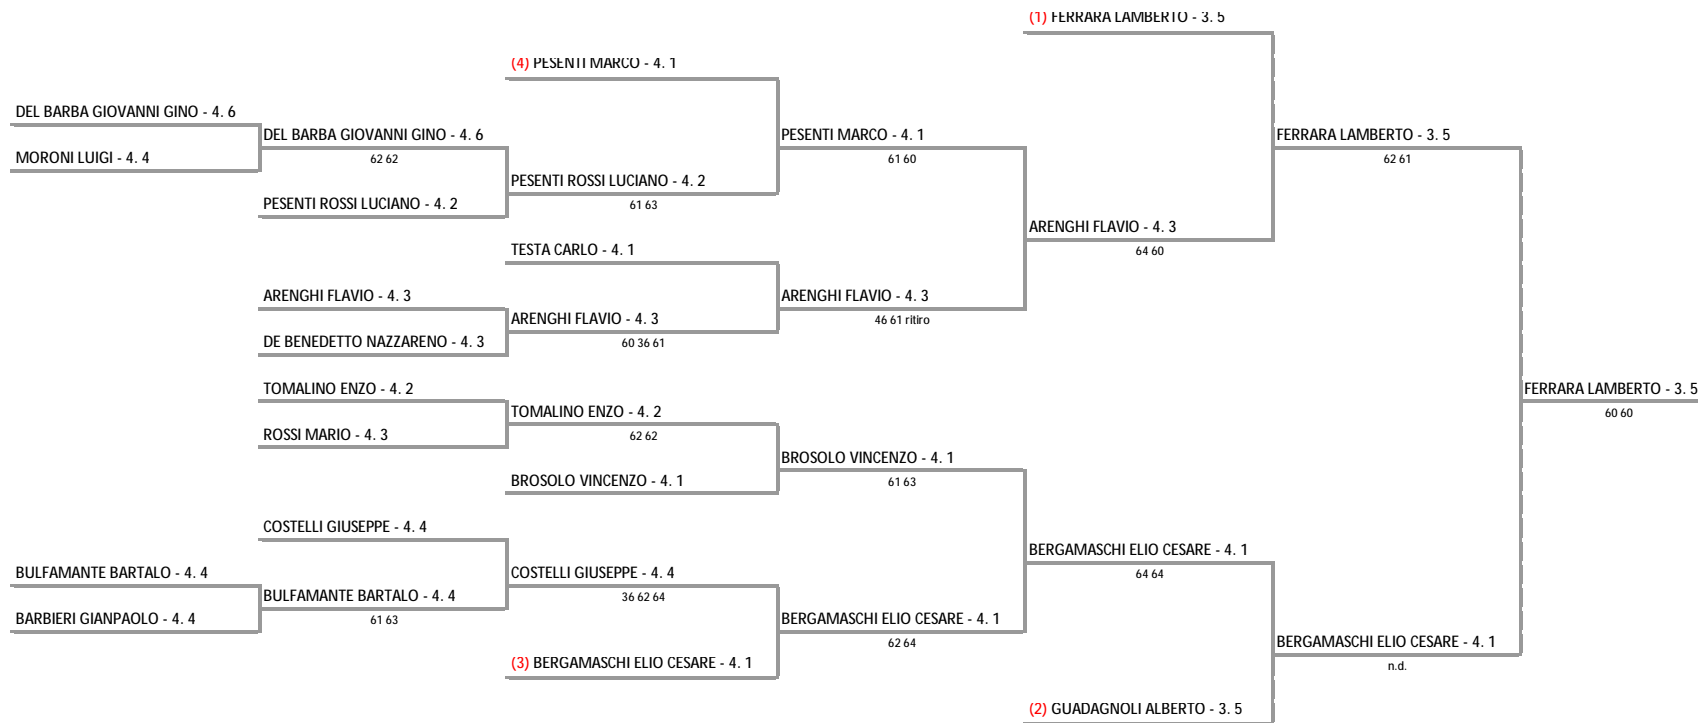 (1) FERRARA LAMBERTO - 3. 5
(4) PESENTI MARCO - 4. 1
DEL BARBA GIOVANNI GINO - 4. 6
DEL BARBA GIOVANNI GINO - 4. 6
PESENTI MARCO - 4. 1
FERRARA LAMBERTO - 3. 5
MORONI LUIGI - 4. 4
62 62
61 60
62 61
PESENTI ROSSI LUCIANO - 4. 2
PESENTI ROSSI LUCIANO - 4. 2
61 63
ARENGHI FLAVIO - 4. 3
TESTA CARLO - 4. 1
64 60
ARENGHI FLAVIO - 4. 3
ARENGHI FLAVIO - 4. 3
ARENGHI FLAVIO - 4. 3
46 61 ritiro
DE BENEDETTO NAZZARENO - 4. 3
60 36 61
TOMALINO ENZO - 4. 2
FERRARA LAMBERTO - 3. 5
TOMALINO ENZO - 4. 2
60 60
ROSSI MARIO - 4. 3
62 62
BROSOLO VINCENZO - 4. 1
BROSOLO VINCENZO - 4. 1
61 63
COSTELLI GIUSEPPE - 4. 4
BERGAMASCHI ELIO CESARE - 4. 1
BULFAMANTE BARTALO - 4. 4
COSTELLI GIUSEPPE - 4. 4
64 64
BULFAMANTE BARTALO - 4. 4
36 62 64
BARBIERI GIANPAOLO - 4. 4
61 63
BERGAMASCHI ELIO CESARE - 4. 1
62 64
BERGAMASCHI ELIO CESARE - 4. 1
(3) BERGAMASCHI ELIO CESARE - 4. 1
n.d.
(2) GUADAGNOLI ALBERTO - 3. 5